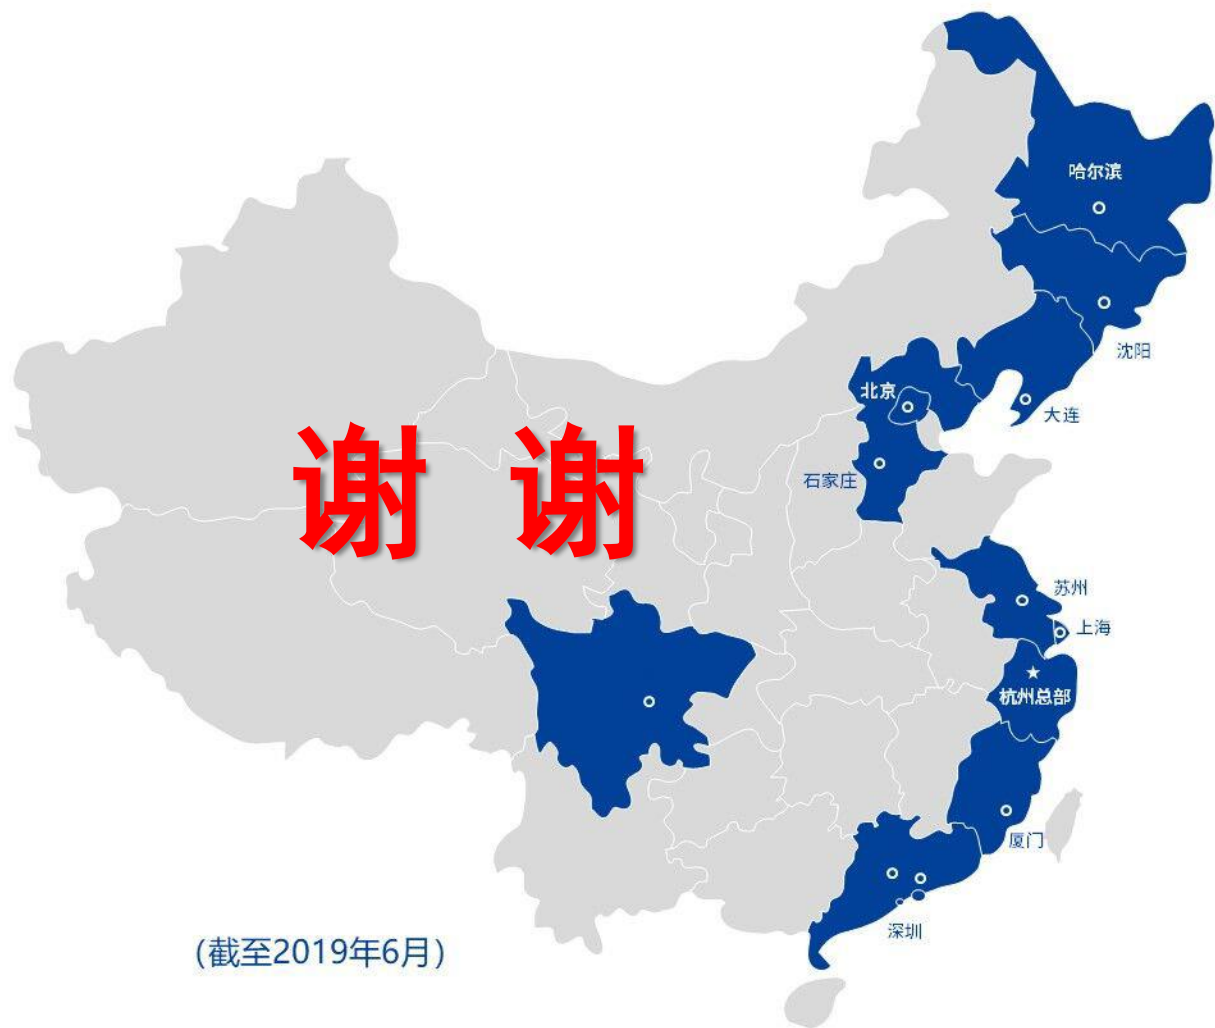 哈尔滨
沈阳
北京
大连
石家庄
谢 谢
苏州
上海
杭州总部
厦门
深圳
(截至2019年6月)